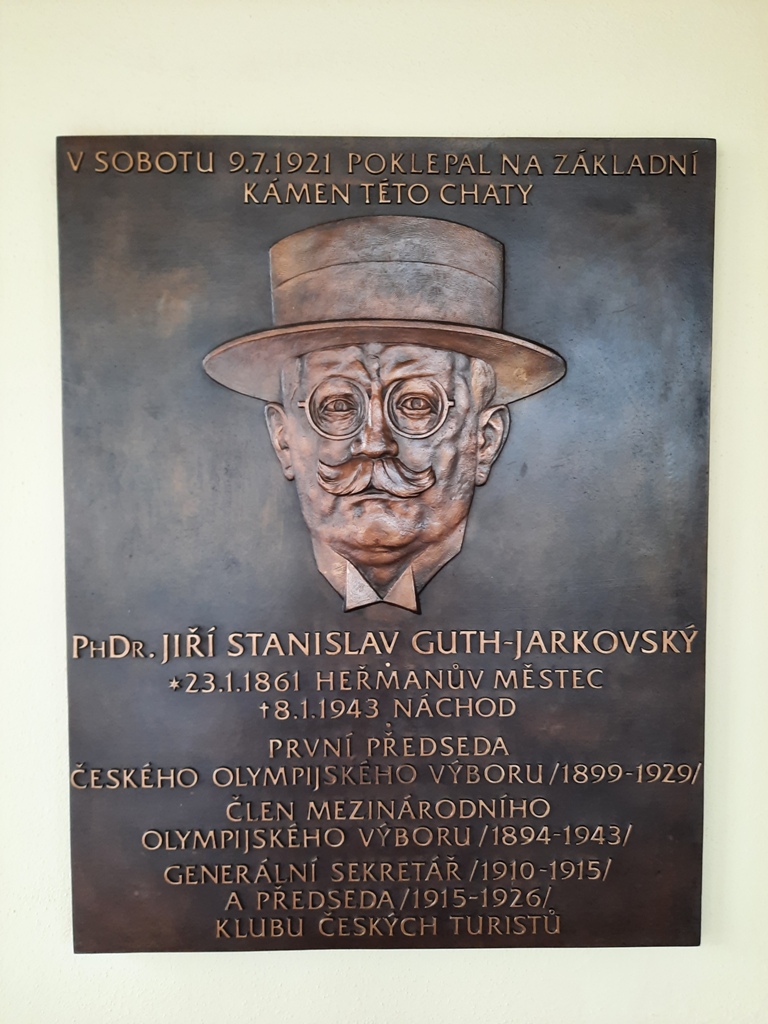 V SOBOTU 9.7.1921 POKLEPAL NA ZÁKLADNÍ
KÁMEN TÉTO CHATY
PHDR. JIŘÍ STANISLAV GUTH-JARKOVSKÝ
*23.1.1861 HEŘMANŮV MĚSTEC
†8.1.1943 NÁCHOD
PRVNÍ PŘEDSEDA
ČESKÉHO OLYMPIJSKÉHO VÝBORU /1899-1929/
ČLEN MEZINÁRODNÍHO
OLYMPIJSKÉHO VÝBORU /1894-1943/
GENERÁLNÍ SEKRETÁŘ /1910-1915/
A PŘEDSEDA /1915-1926/
KLUBU ČESKÝCH TURISTŮ